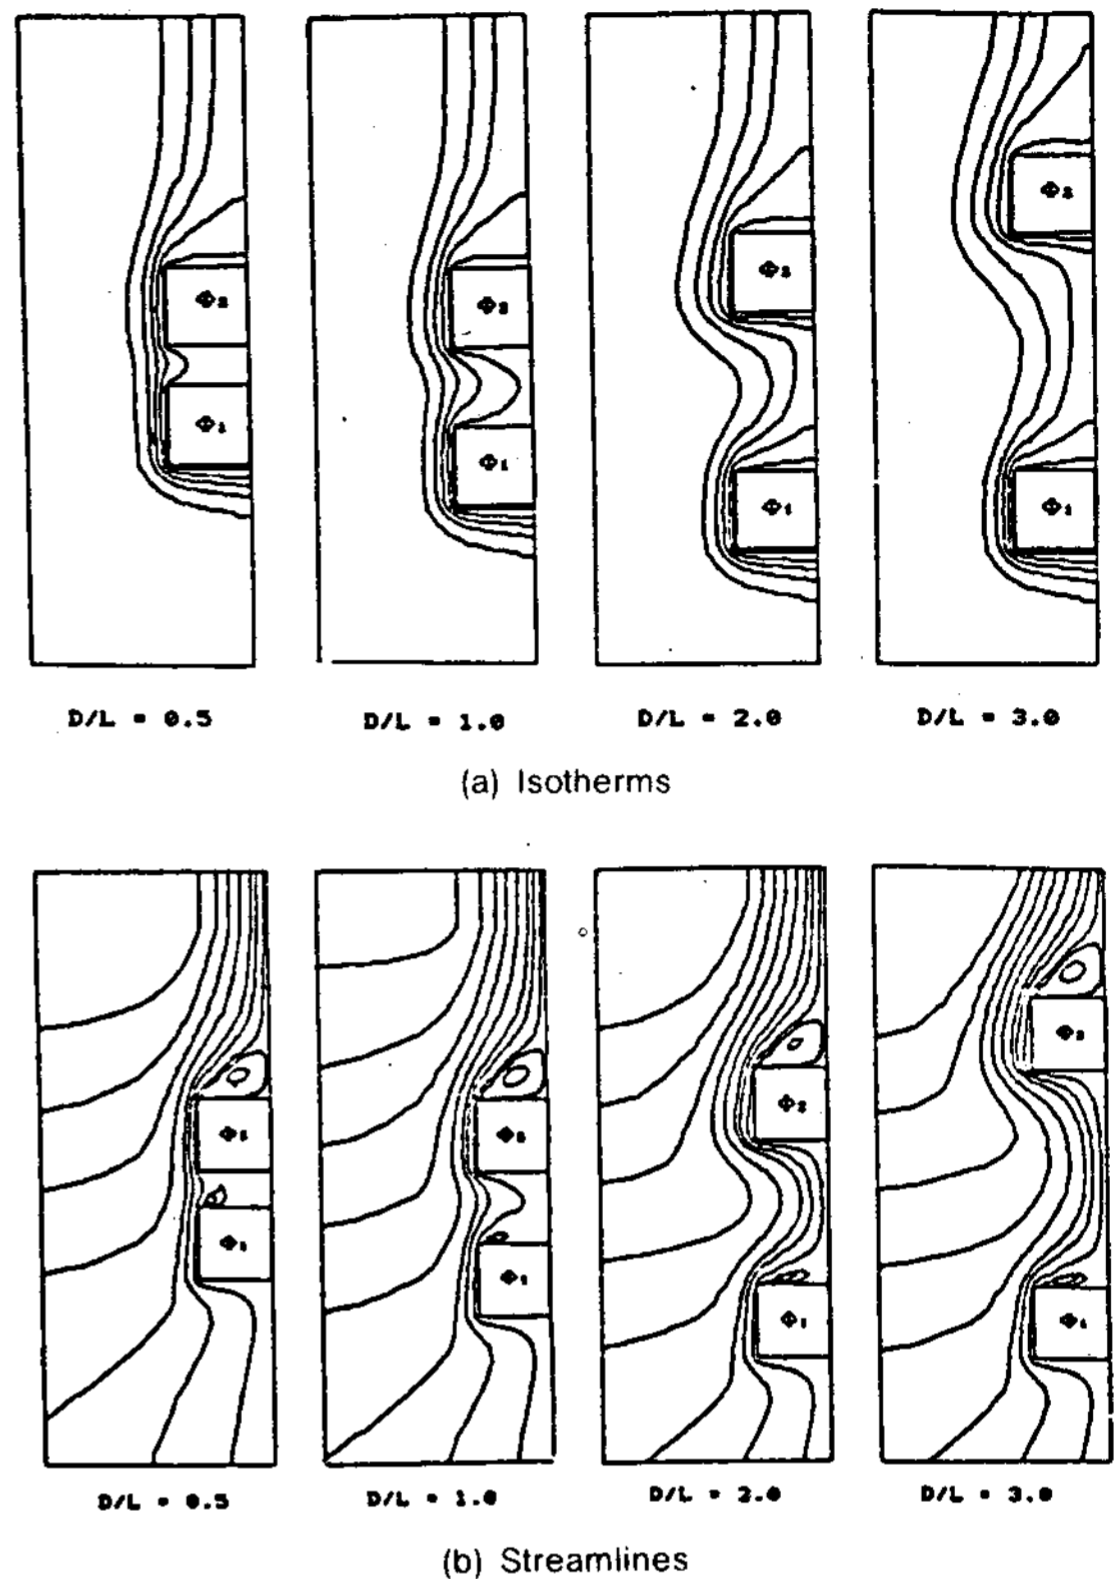 Φ₂ Φ₂ Φ₂ Φ₂
Φ₁ Φ₁ Φ₁ Φ₁
D/L = 0.5 D/L = 1.0 D/L = 2.0 D/L = 3.0
(a) Isotherms
Φ₂ Φ₂ Φ₂ Φ₂
Φ₁ Φ₁ Φ₁ Φ₁
D/L = 0.5 D/L = 1.0 D/L = 2.0 D/L = 3.0
(b) Streamlines